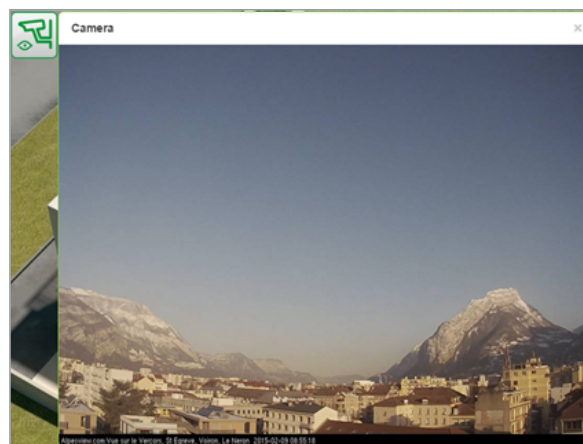 Camera
×
Alpesview.com Vue sur le Vercors, St Egreve, Voiron, Le Neron 2015-02-09 08:55:18